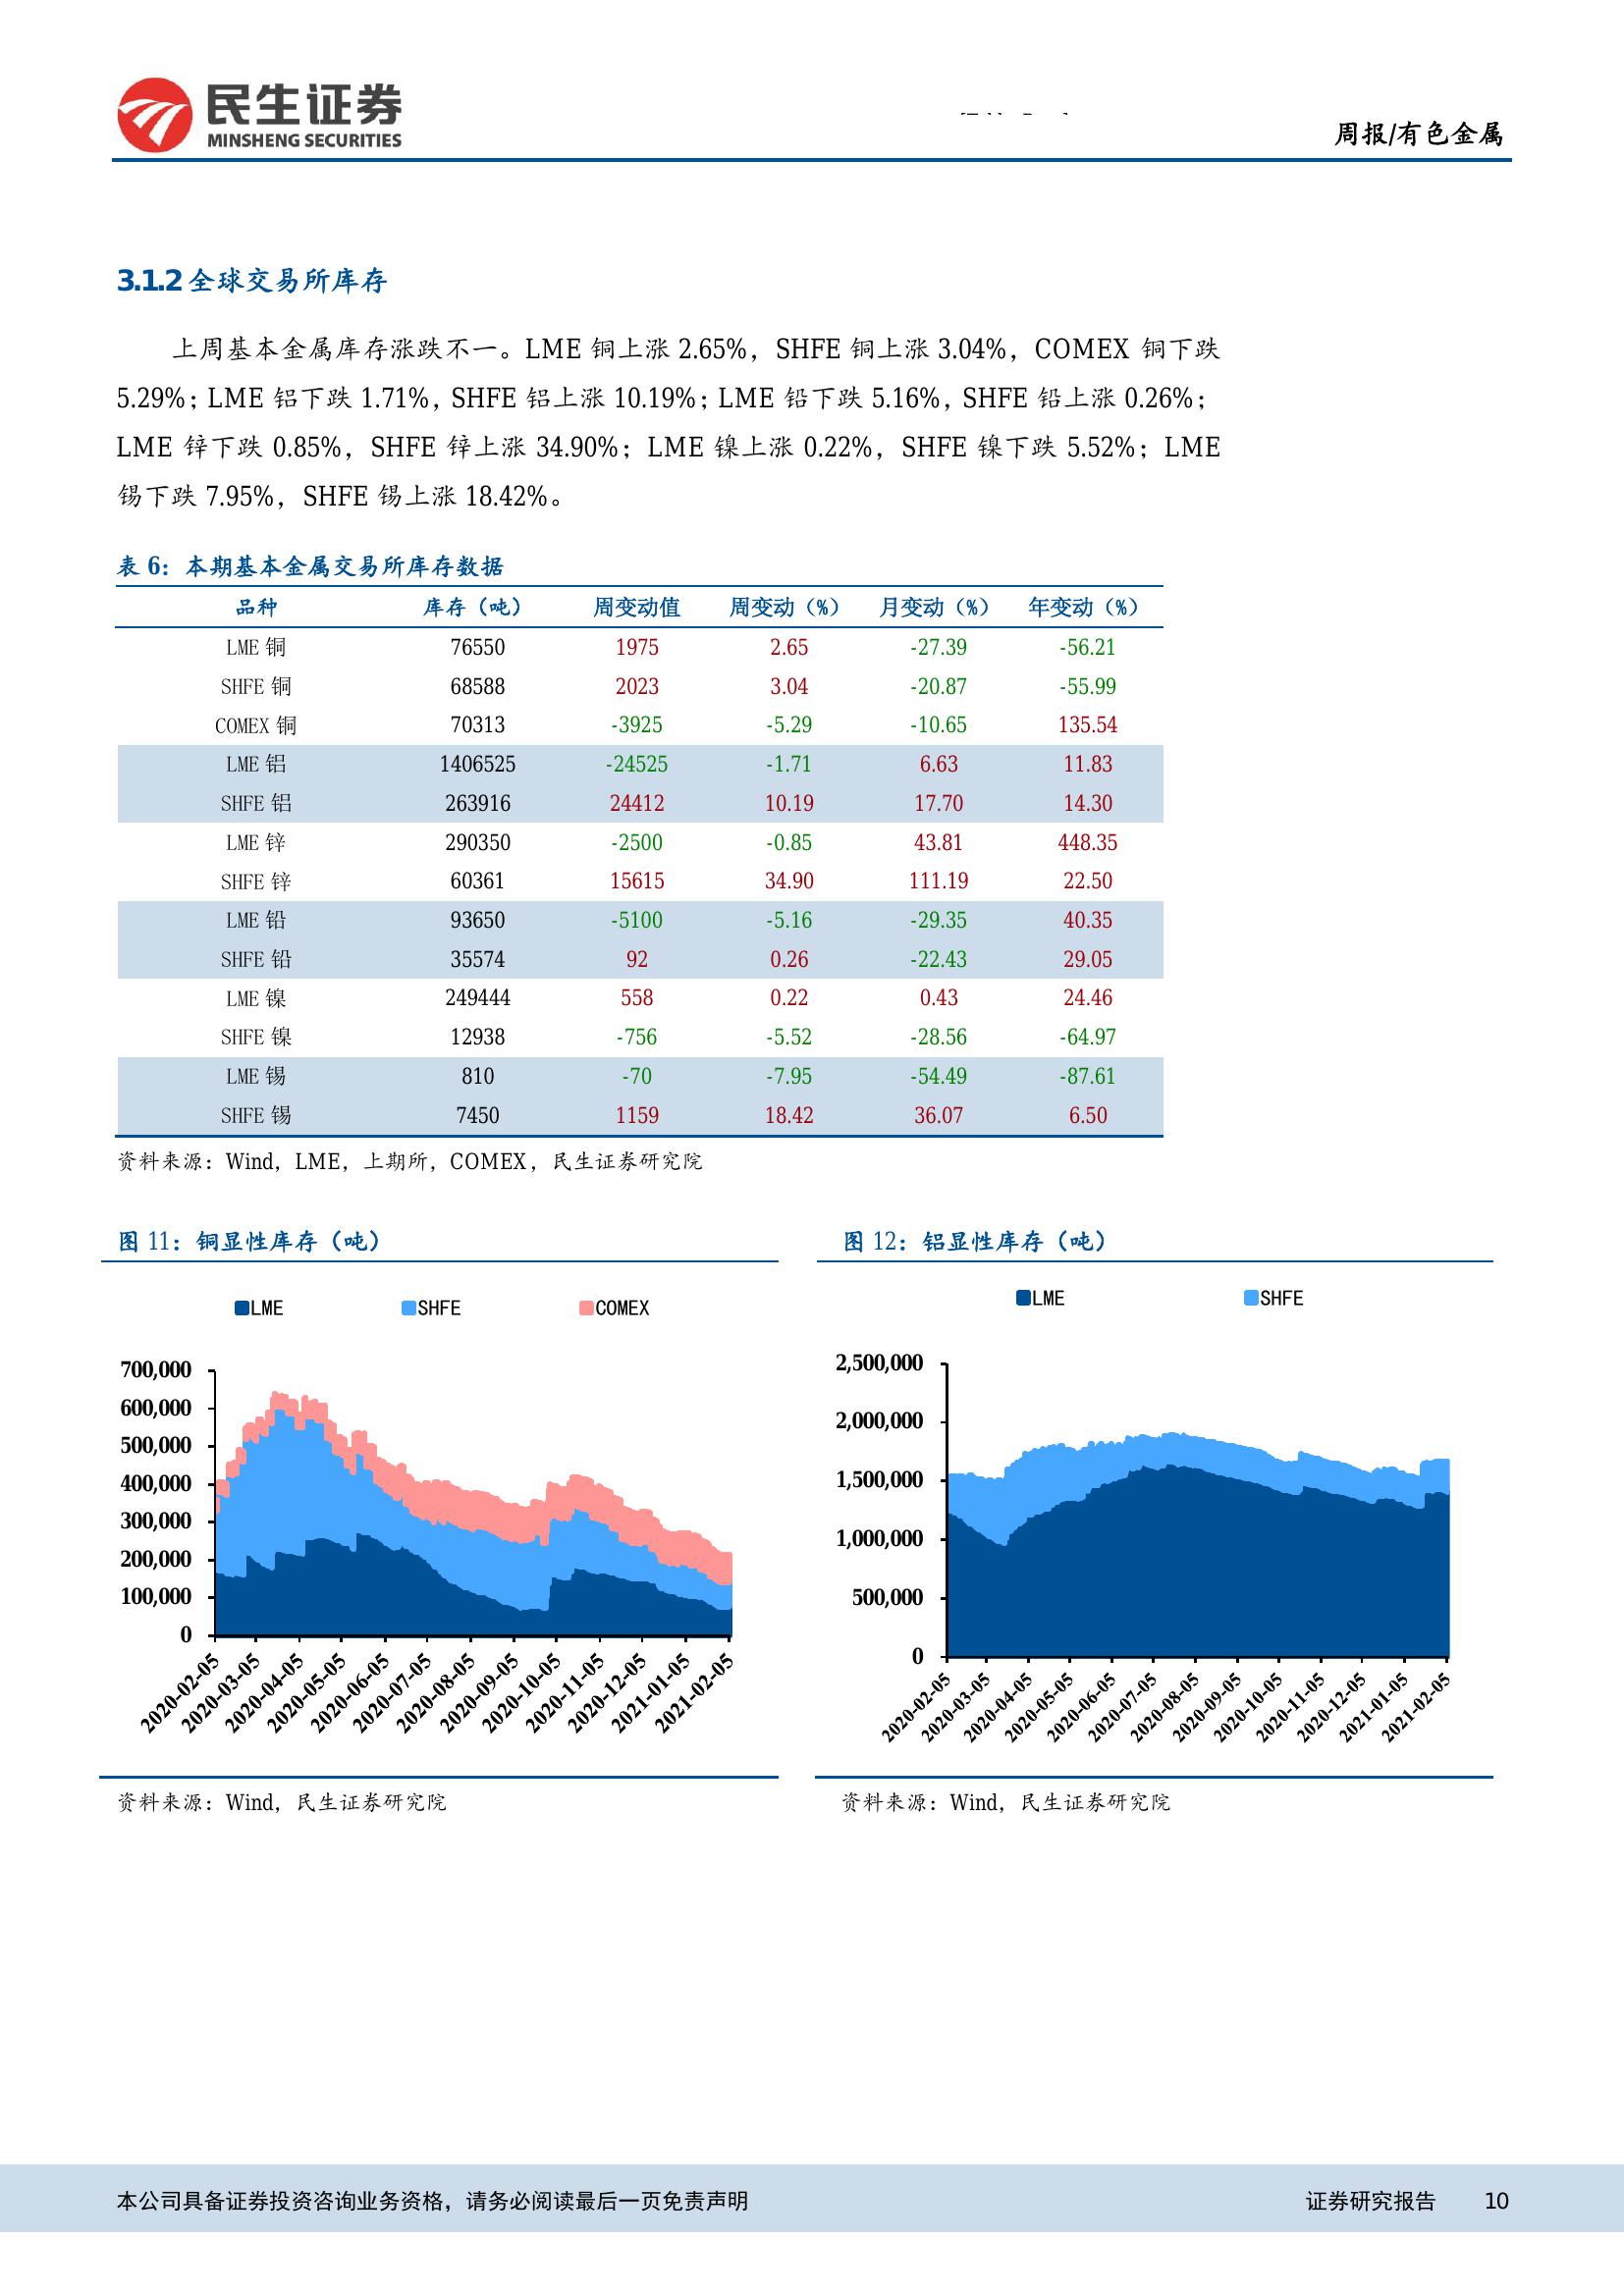 民生证券
MINSHENG SECURITIES
周报/有色金属
3.1.2 全球交易所库存
上周基本金属库存涨跌不一。LME 铜上涨 2.65%，SHFE 铜上涨 3.04%，COMEX 铜下跌
5.29%；LME 铝下跌 1.71%，SHFE 铝上涨 10.19%；LME 铅下跌 5.16%，SHFE 铅上涨 0.26%；
LME 锌下跌 0.85%，SHFE 锌上涨 34.90%；LME 镍上涨 0.22%，SHFE 镍下跌 5.52%；LME
锡下跌 7.95%，SHFE 锡上涨 18.42%。
表 6：本期基本金属交易所库存数据
品种 库存（吨） 周变动值 周变动（%） 月变动（%） 年变动（%）
LME 铜 76550 1975 2.65 -27.39 -56.21
SHFE 铜 68588 2023 3.04 -20.87 -55.99
COMEX 铜 70313 -3925 -5.29 -10.65 135.54
LME 铝 1406525 -24525 -1.71 6.63 11.83
SHFE 铝 263916 24412 10.19 17.70 14.30
LME 锌 290350 -2500 -0.85 43.81 448.35
SHFE 锌 60361 15615 34.90 111.19 22.50
LME 铅 93650 -5100 -5.16 -29.35 40.35
SHFE 铅 35574 92 0.26 -22.43 29.05
LME 镍 249444 558 0.22 0.43 24.46
SHFE 镍 12938 -756 -5.52 -28.56 -64.97
LME 锡 810 -70 -7.95 -54.49 -87.61
SHFE 锡 7450 1159 18.42 36.07 6.50
资料来源：Wind，LME，上期所，COMEX，民生证券研究院
图 11：铜显性库存（吨）
LME SHFE COMEX
700,000
600,000
500,000
400,000
300,000
200,000
100,000
0
2020-02-05 2020-03-05 2020-04-05 2020-05-05 2020-06-05 2020-07-05 2020-08-05 2020-09-05 2020-10-05 2020-11-05 2020-12-05 2021-01-05 2021-02-05
资料来源：Wind，民生证券研究院
图 12：铝显性库存（吨）
LME SHFE
2,500,000
2,000,000
1,500,000
1,000,000
500,000
0
2020-02-05 2020-03-05 2020-04-05 2020-05-05 2020-06-05 2020-07-05 2020-08-05 2020-09-05 2020-10-05 2020-11-05 2020-12-05 2021-01-05 2021-02-05
资料来源：Wind，民生证券研究院
本公司具备证券投资咨询业务资格，请务必阅读最后一页免责声明 证券研究报告 10